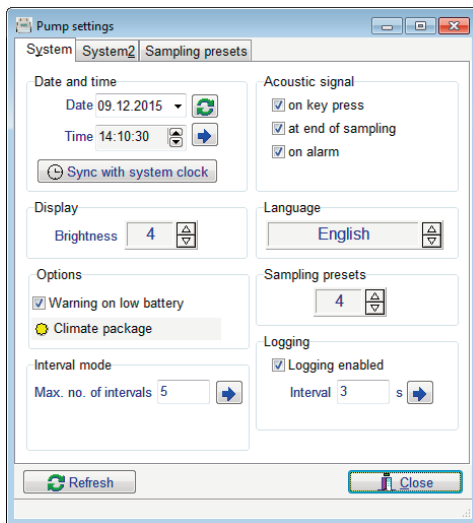 Pump settings
System System2 Sampling presets
Date and time
Date 09.12.2015
Time 14:10:30
Sync with system clock
Acoustic signal
on key press
at end of sampling
on alarm
Display
Brightness 4
Language
English
Options
Warning on low battery
Climate package
Sampling presets
4
Interval mode
Max. no. of intervals 5
Logging
Logging enabled
Interval 3 s
Refresh
Close